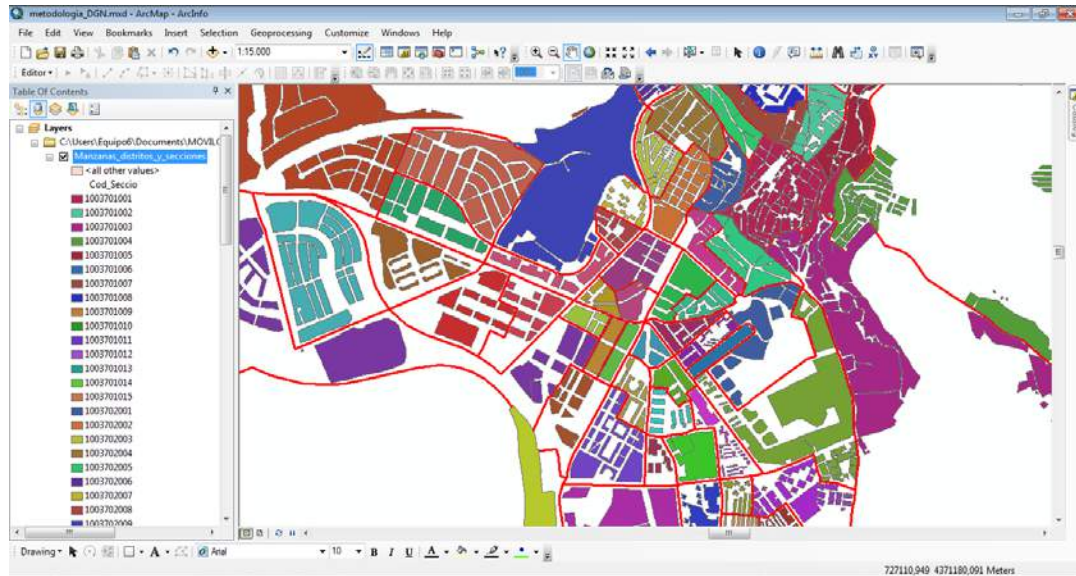 metodologia_DGN.mxd - ArcMap - ArcInfo
File Edit View Bookmarks Insert Selection Geoprocessing Customize Windows Help
1:15.000
Editor
Table Of Contents
Layers
C:\Users\Equipo6\Documents\MOVILC
Manzanas_distritos_y_secciones
<all other values>
Cod_Seccio
1003701001
1003701002
1003701003
1003701004
1003701005
1003701006
1003701007
1003701008
1003701009
1003701010
1003701011
1003701012
1003701013
1003701014
1003701015
1003702001
1003702002
1003702003
1003702004
1003702005
1003702006
1003702007
1003702008
1003702009
Drawing A Arial 10 B I U A
727110,949 4371180,091 Meters